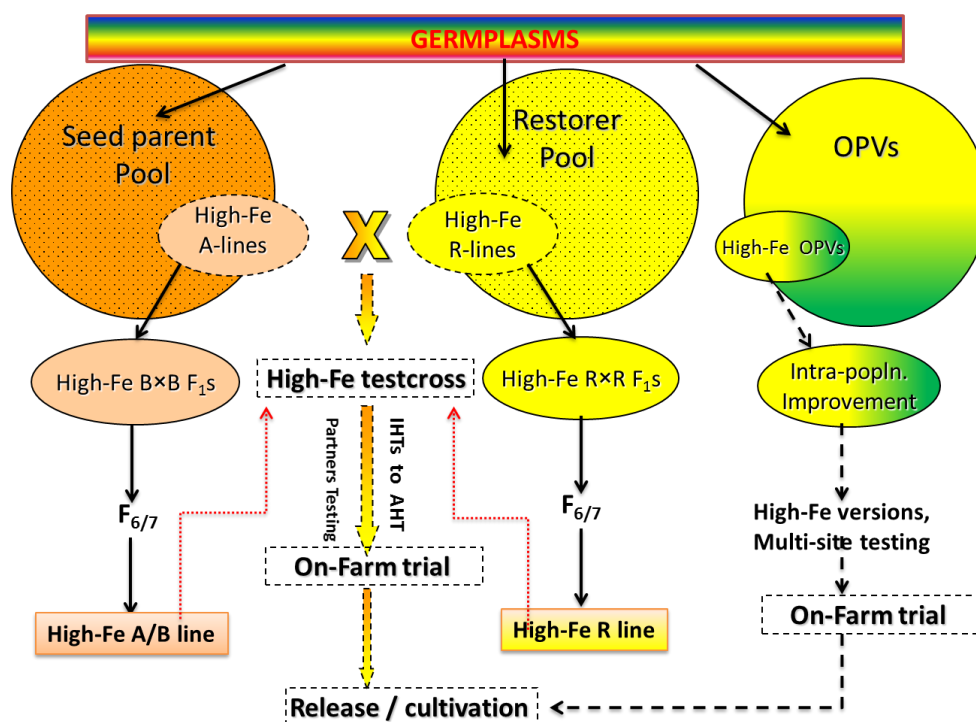 GERMPLASMS
Seed parent
Pool
Restorer
Pool
OPVs
High-Fe
A-lines
X
High-Fe
R-lines
High-Fe OPVs
High-Fe B×B F₁s
High-Fe testcross
High-Fe R×R F₁s
Intra-popln.
Improvement
IHTs to AHT
Partners Testing
F₆/₇
F₆/₇
High-Fe versions,
Multi-site testing
On-Farm trial
On-Farm trial
High-Fe A/B line
High-Fe R line
Release / cultivation